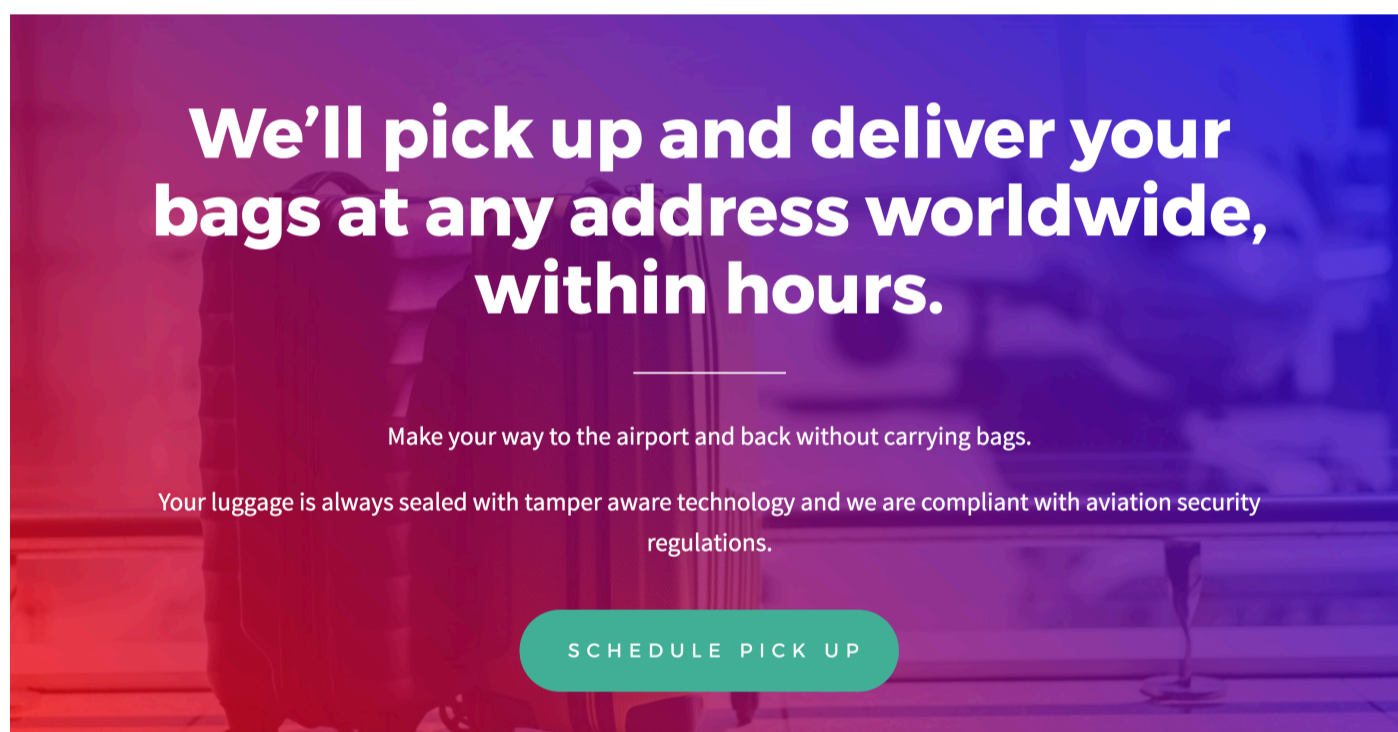 We’ll pick up and deliver your
bags at any address worldwide,
within hours.
Make your way to the airport and back without carrying bags.
Your luggage is always sealed with tamper aware technology and we are compliant with aviation security
regulations.
SCHEDULE PICK UP